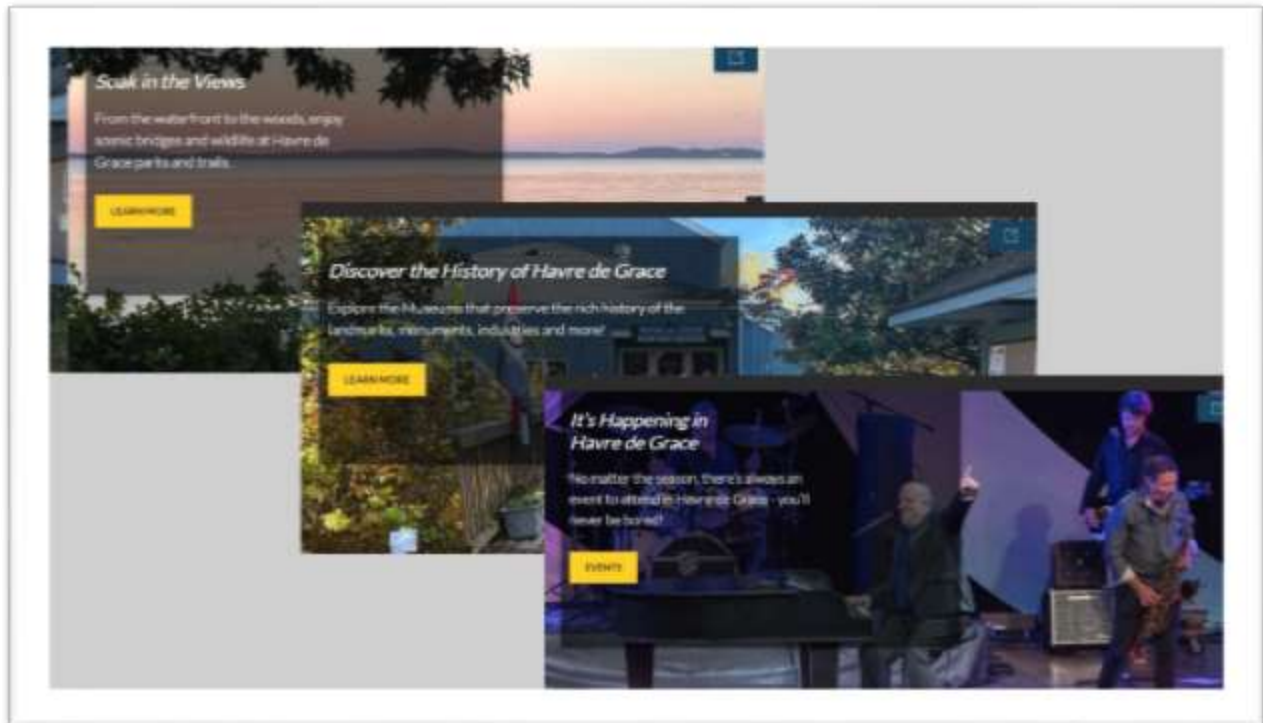 Soak in the Views
From the waterfront to the woods, enjoy
scenic bridges and wildlife at Havre de
Grace parks and trails.
LEARN MORE
Discover the History of Havre de Grace
Explore the Museums that preserve the rich history of the
landmarks, monuments, industries and more!
LEARN MORE
It's Happening in
Havre de Grace
No matter the season, there's always an
event to attend in Havre de Grace - you'll
never be bored!
EVENTS